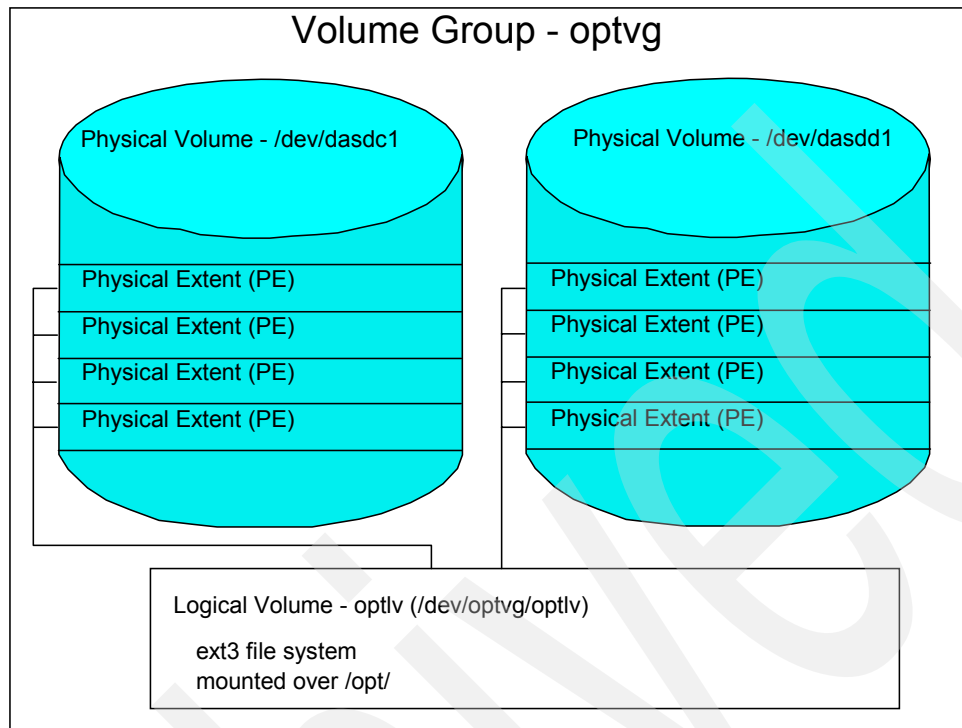 Volume Group - optvg
Physical Volume - /dev/dasdc1
Physical Extent (PE)
Physical Extent (PE)
Physical Extent (PE)
Physical Extent (PE)
Physical Volume - /dev/dasdd1
Physical Extent (PE)
Physical Extent (PE)
Physical Extent (PE)
Physical Extent (PE)
Logical Volume - optlv (/dev/optvg/optlv)
ext3 file system
mounted over /opt/